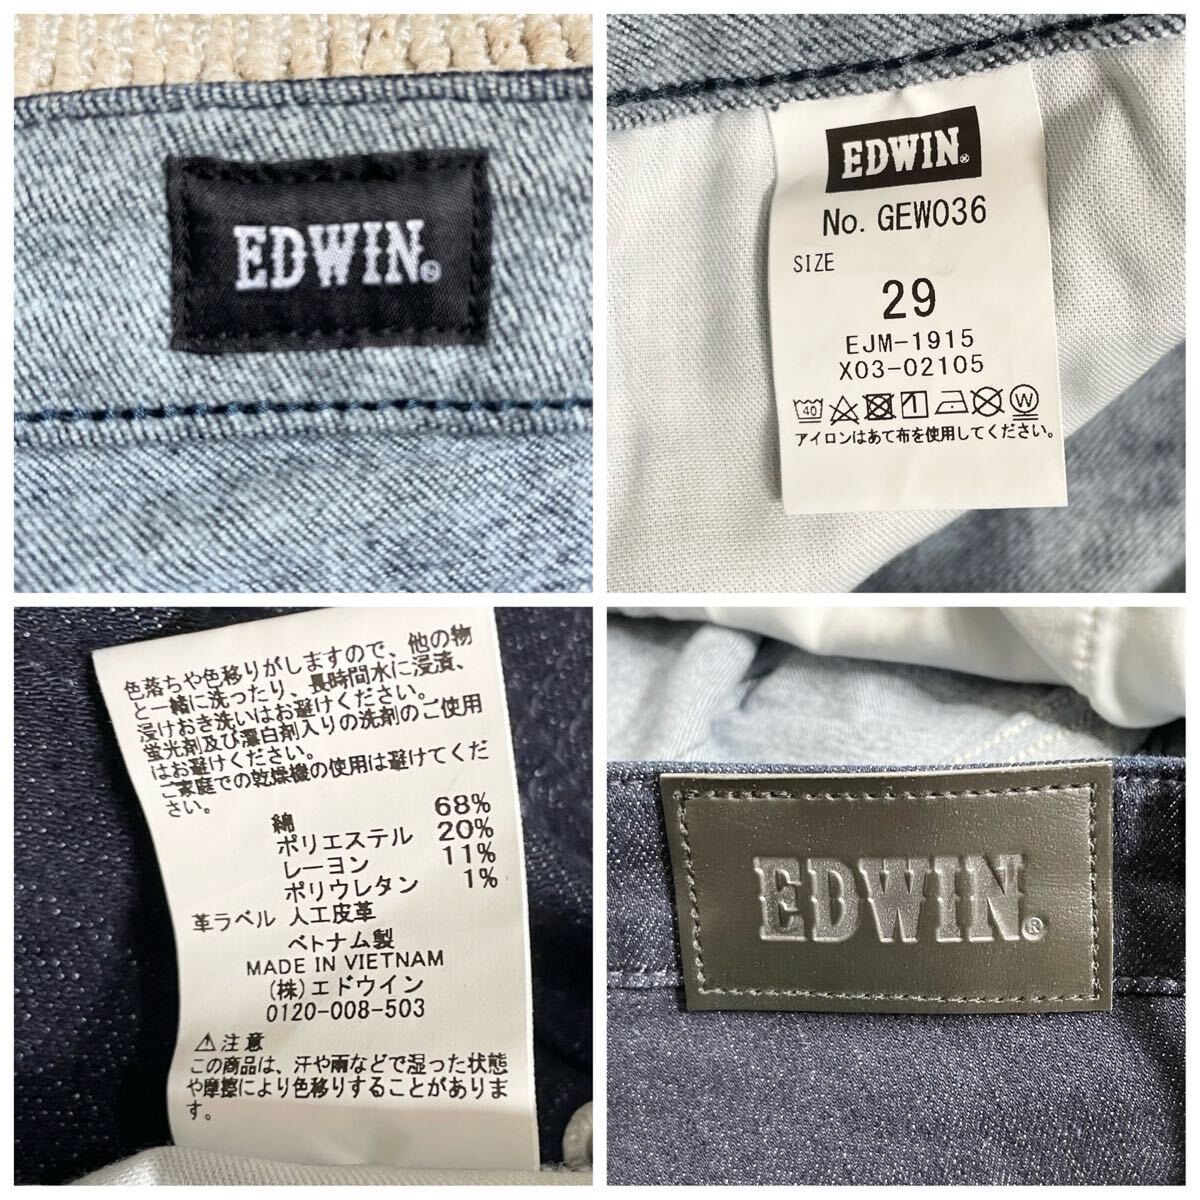 EDWIN®
EDWIN®
No. GEW036
SIZE
29
EJM-1915
X03-02105
40 W
アイロンはあて布を使用してください。
色落ちや色移りがしますので、他の物
と一緒に洗ったり、長時間水に浸漬、
浸けおき洗いはお避けください。
蛍光剤及び漂白剤入りの洗剤のご使用
はお避けください。
ご家庭での乾燥機の使用は避けてくだ
さい。
綿 68%
ポリエステル 20%
レーヨン 11%
ポリウレタン 1%
革ラベル 人工皮革
ベトナム製
MADE IN VIETNAM
(株)エドウイン
0120-008-503
⚠注意
この商品は、汗や雨などで湿った状態
や摩擦により色移りすることがありま
す。
EDWIN®